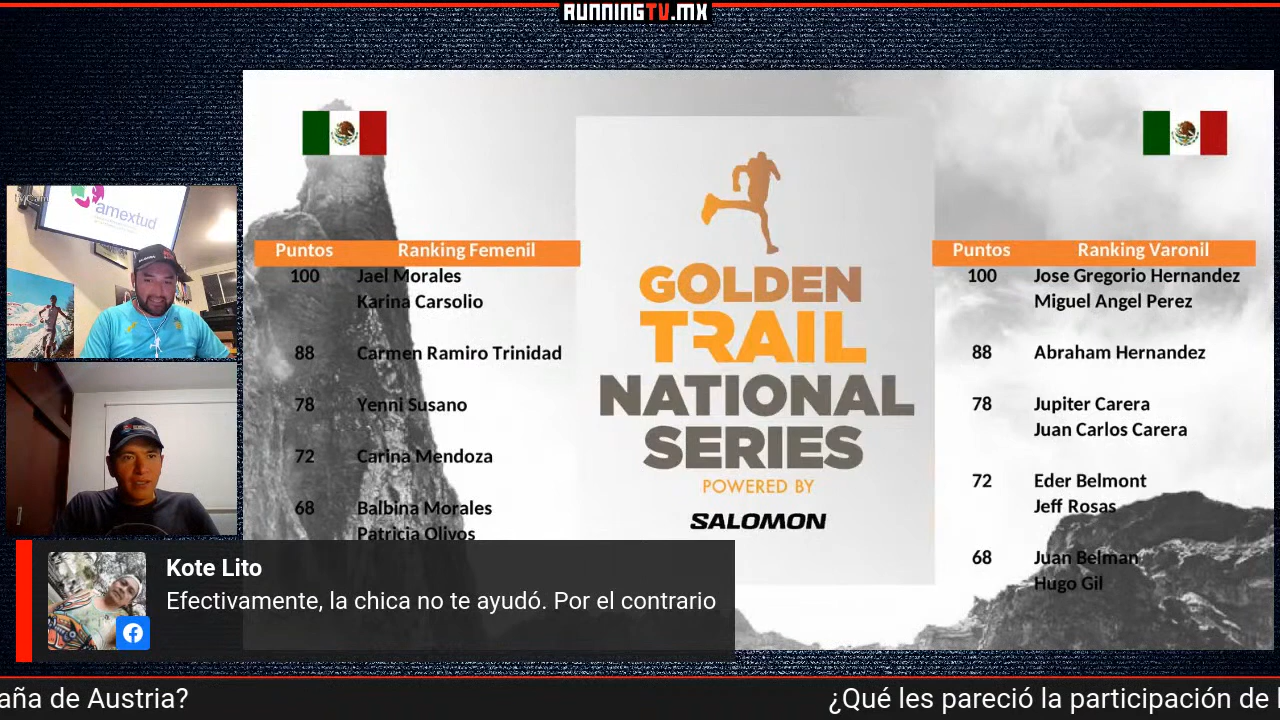 RUNNINGTV.MX
amextud
Puntos Ranking Femenil
100 Jael Morales
Karina Carsolio
88 Carmen Ramiro Trinidad
78 Yenni Susano
72 Carina Mendoza
68 Balbina Morales
Patricia Olivos
GOLDEN
TRAIL
NATIONAL
SERIES
POWERED BY
SALOMON
Puntos Ranking Varonil
100 Jose Gregorio Hernandez
Miguel Angel Perez
88 Abraham Hernandez
78 Jupiter Carera
Juan Carlos Carera
72 Eder Belmont
Jeff Rosas
68 Juan Belman
Hugo Gil
Kote Lito
Efectivamente, la chica no te ayudó. Por el contrario
aña de Austria? ¿Qué les pareció la participación de